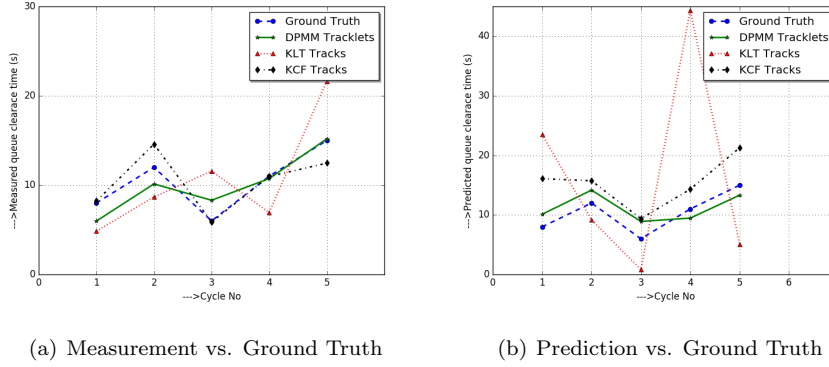 30
20
10
0
0
1
2
3
4
5
--->Measured queue clearace time (s)
--->Cycle No
Ground Truth
DPMM Tracklets
KLT Tracks
KCF Tracks
(a) Measurement vs. Ground Truth
40
30
20
10
0
0
1
2
3
4
5
6
--->Predicted queue clearace time (s)
--->Cycle No
Ground Truth
DPMM Tracklets
KLT Tracks
KCF Tracks
(b) Prediction vs. Ground Truth